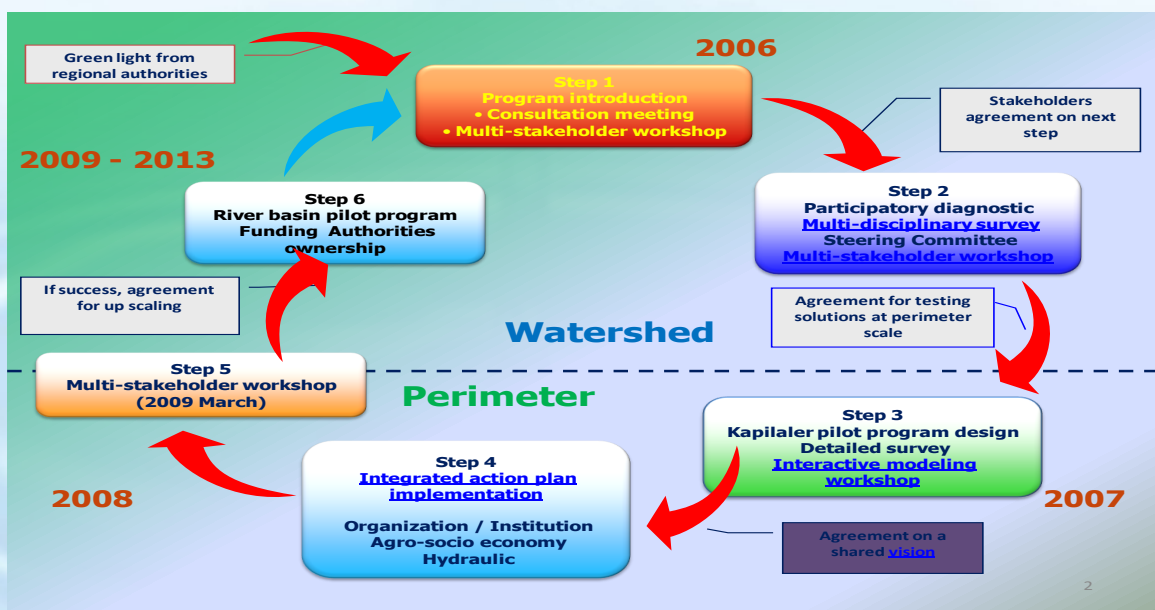 Green light from
regional authorities
2006
Step 1
Program introduction
• Consultation meeting
• Multi-stakeholder workshop
Stakeholders
agreement on next
step
2009 - 2013
Step 6
River basin pilot program
Funding Authorities
ownership
Step 2
Participatory diagnostic
Multi-disciplinary survey
Steering Committee
Multi-stakeholder workshop
If success, agreement
for up scaling
Agreement for testing
solutions at perimeter
scale
Watershed
Step 5
Multi-stakeholder workshop
(2009 March)
Perimeter
Step 3
Kapilaler pilot program design
Detailed survey
Interactive modeling
workshop
Step 4
Integrated action plan
implementation
Organization / Institution
Agro-socio economy
Hydraulic
2008
2007
Agreement on a
shared vision
2